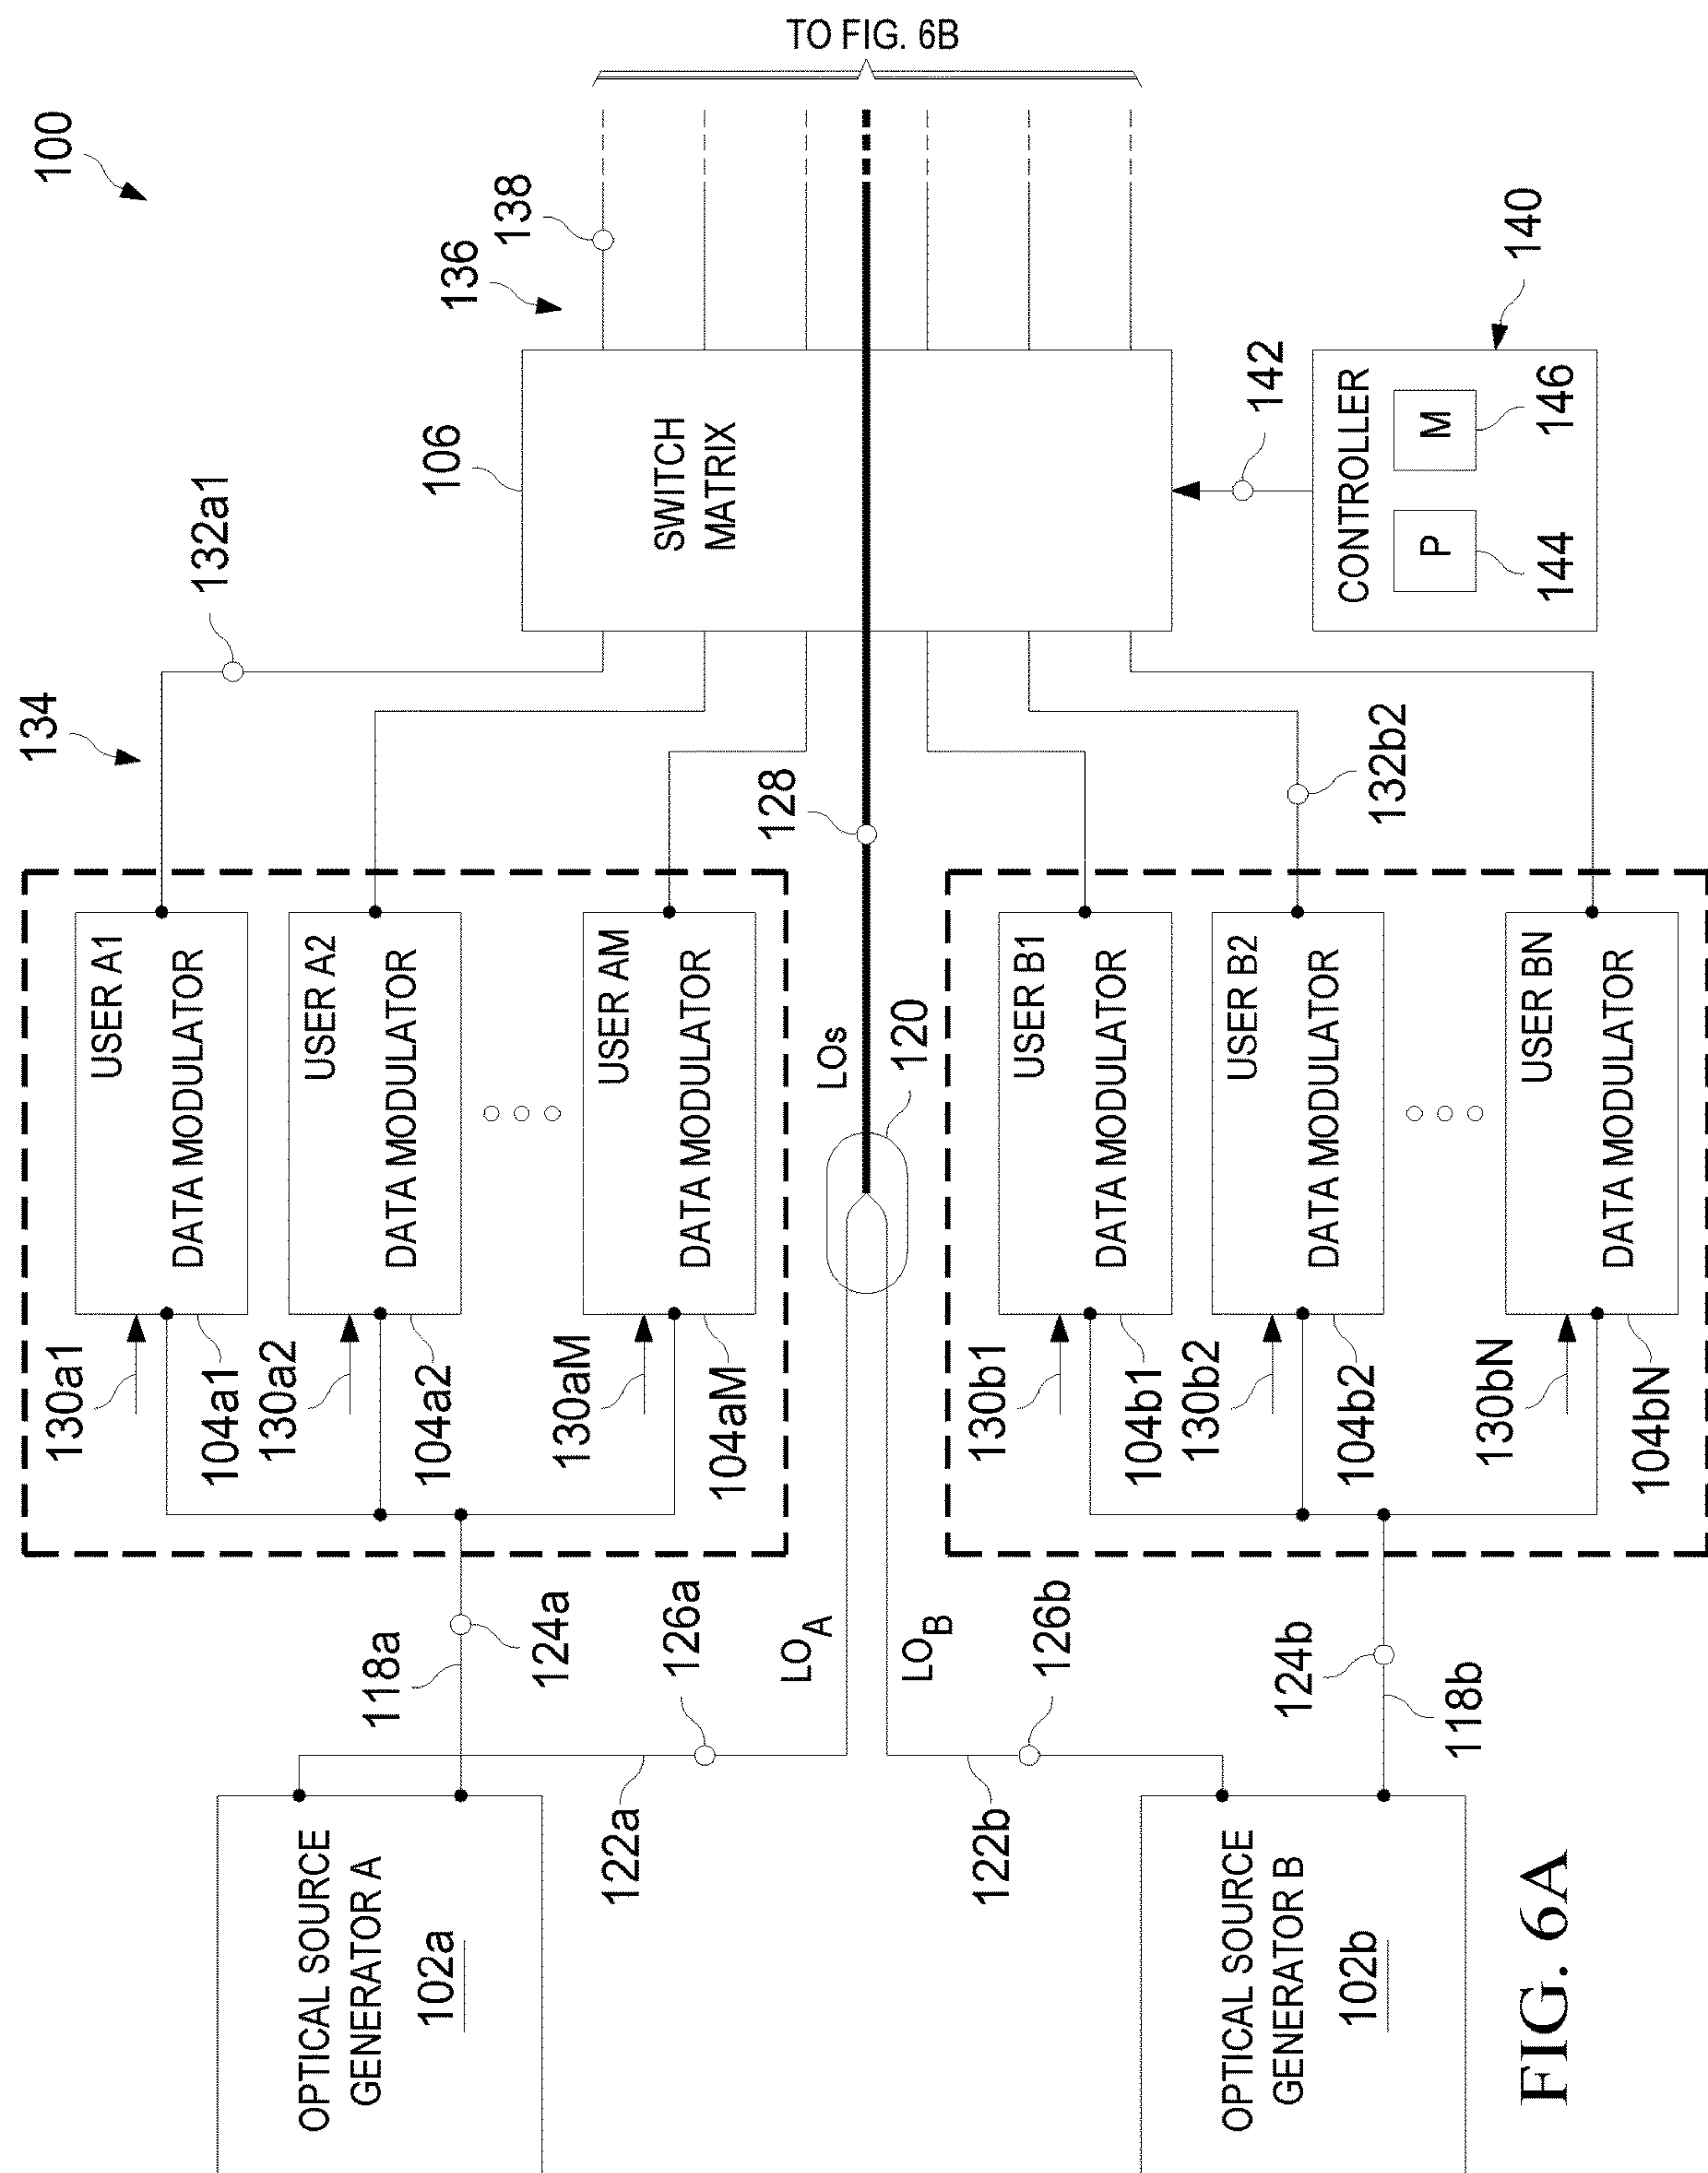 100
TO FIG. 6B
134
132a1
106
136
138
SWITCH
MATRIX
142
140
CONTROLLER
P
M
144
146
USER A1
DATA MODULATOR
130a1
104a1
USER A2
DATA MODULATOR
130a2
104a2
USER AM
DATA MODULATOR
130aM
104aM
128
LOs
120
USER B1
DATA MODULATOR
130b1
104b1
USER B2
DATA MODULATOR
130b2
104b2
132b2
USER BN
DATA MODULATOR
130bN
104bN
118a
124a
126a
LOA
122a
LOB
126b
122b
124b
118b
OPTICAL SOURCE
GENERATOR A
102a
OPTICAL SOURCE
GENERATOR B
102b
FIG. 6A